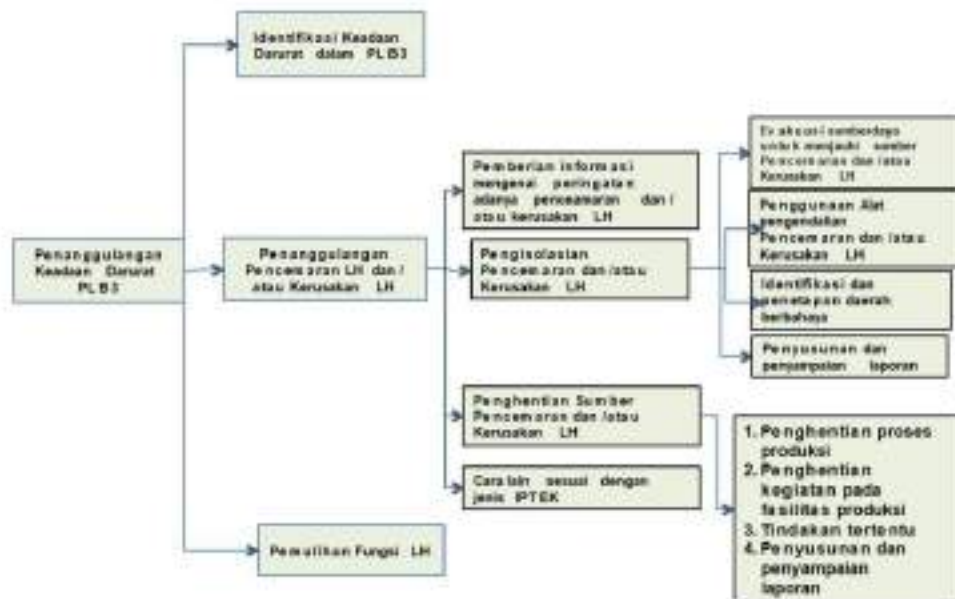 Identifikasi Keadaan
Darurat dalam PLB3
Penanggulangan
Keadaan Darurat
PLB3
Penanggulangan
Pencemaran LH dan/
atau Kerusakan LH
Pemulihan Fungsi LH
Pemberian informasi
mengenai peringatan
adanya pencemaran dan/
atau kerusakan LH
Pengisolasian
Pencemaran dan/atau
Kerusakan LH
Penghentian Sumber
Pencemaran dan/atau
Kerusakan LH
Cara lain sesuai dengan
jenis IPTEK
Evakuasi sumberdaya
untuk menjauhi sumber
Pencemaran dan/atau
Kerusakan LH
Penggunaan Alat
pengendalian
Pencemaran dan/atau
Kerusakan LH
Identifikasi dan
penetapan daerah
berbahaya
Penyusunan dan
penyampaian laporan
1. Penghentian proses
produksi
2. Penghentian
kegiatan pada
fasilitas produksi
3. Tindakan tertentu
4. Penyusunan dan
penyampaian
laporan